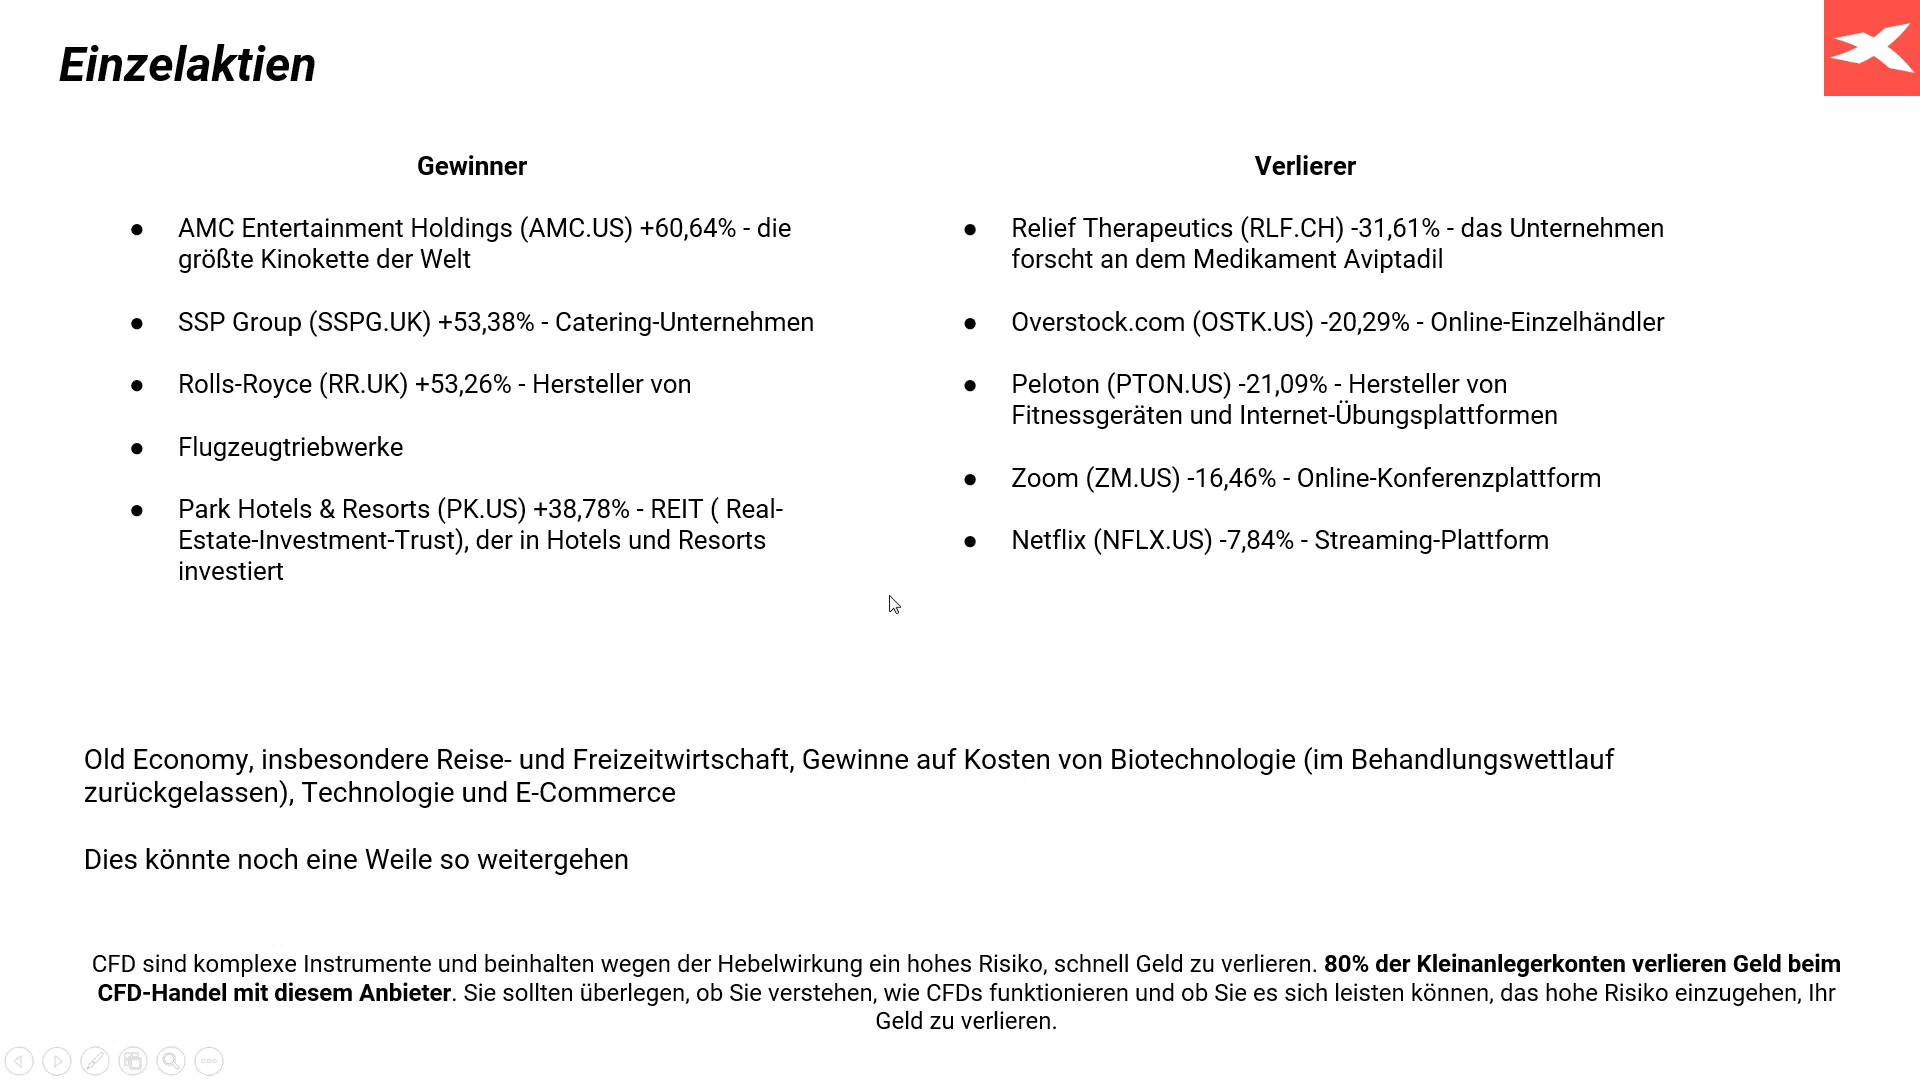 Einzelaktien
Gewinner
● AMC Entertainment Holdings (AMC.US) +60,64% - die
größte Kinokette der Welt
● SSP Group (SSPG.UK) +53,38% - Catering-Unternehmen
● Rolls-Royce (RR.UK) +53,26% - Hersteller von
● Flugzeugtriebwerke
● Park Hotels & Resorts (PK.US) +38,78% - REIT ( Real-
Estate-Investment-Trust), der in Hotels und Resorts
investiert
Verlierer
● Relief Therapeutics (RLF.CH) -31,61% - das Unternehmen
forscht an dem Medikament Aviptadil
● Overstock.com (OSTK.US) -20,29% - Online-Einzelhändler
● Peloton (PTON.US) -21,09% - Hersteller von
Fitnessgeräten und Internet-Übungsplattformen
● Zoom (ZM.US) -16,46% - Online-Konferenzplattform
● Netflix (NFLX.US) -7,84% - Streaming-Plattform
Old Economy, insbesondere Reise- und Freizeitwirtschaft, Gewinne auf Kosten von Biotechnologie (im Behandlungswettlauf
zurückgelassen), Technologie und E-Commerce
Dies könnte noch eine Weile so weitergehen
CFD sind komplexe Instrumente und beinhalten wegen der Hebelwirkung ein hohes Risiko, schnell Geld zu verlieren. 80% der Kleinanlegerkonten verlieren Geld beim
CFD-Handel mit diesem Anbieter. Sie sollten überlegen, ob Sie verstehen, wie CFDs funktionieren und ob Sie es sich leisten können, das hohe Risiko einzugehen, Ihr
Geld zu verlieren.